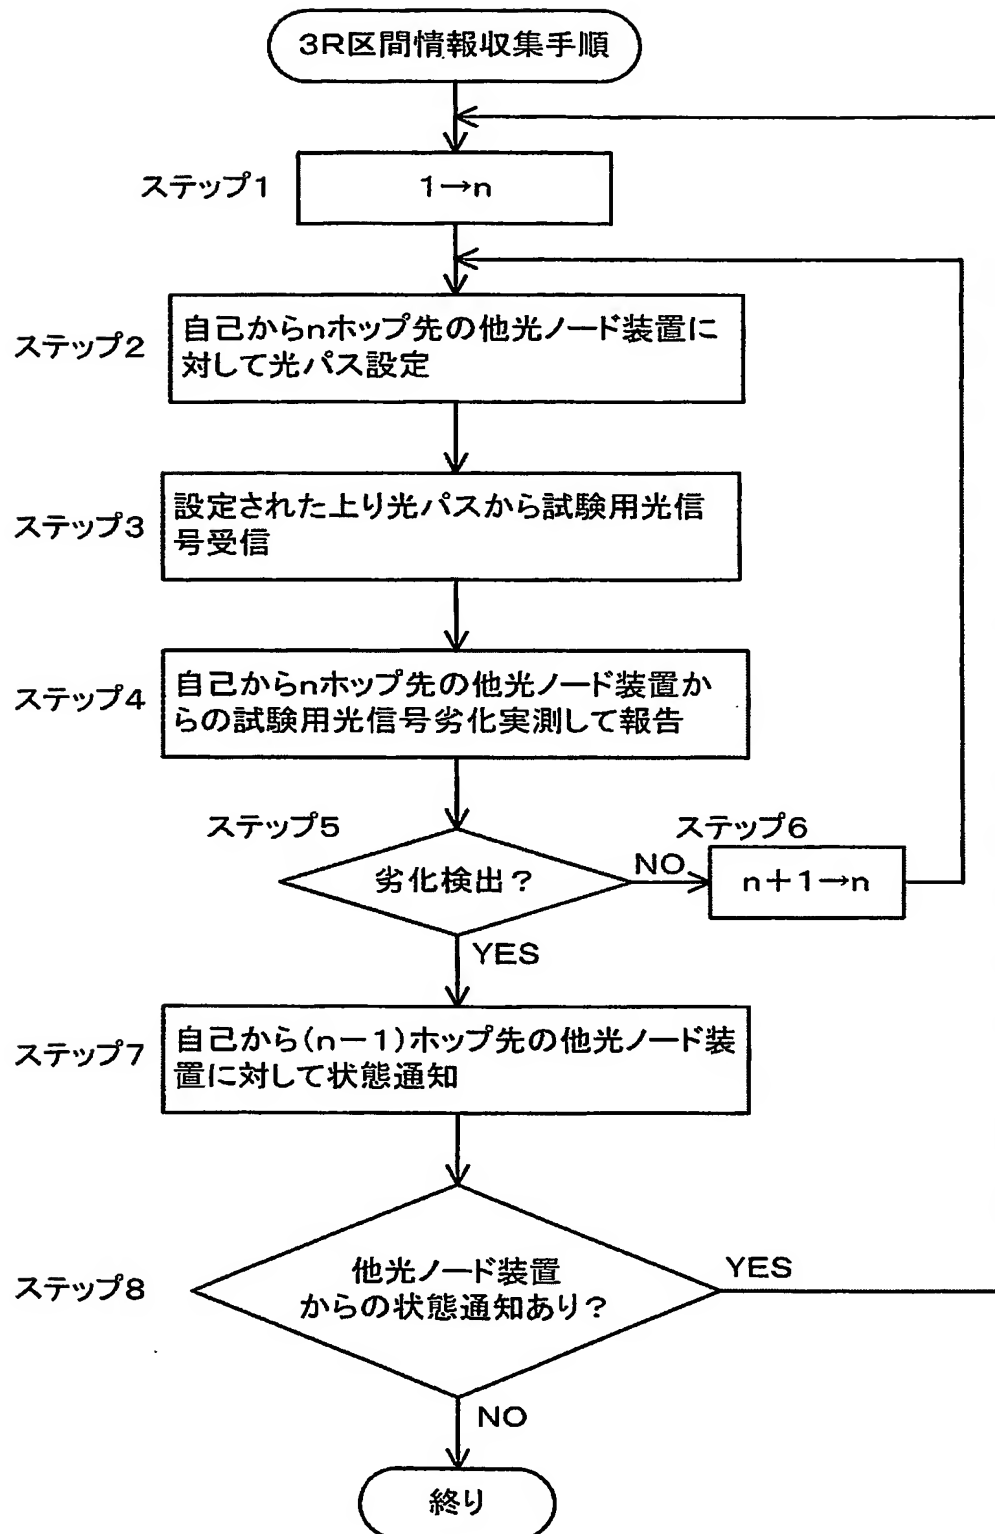 3R区間情報収集手順
ステップ1
1→n
ステップ2
自己からnホップ先の他光ノード装置に
対して光パス設定
ステップ3
設定された上り光パスから試験用光信
号受信
ステップ4
自己からnホップ先の他光ノード装置か
らの試験用光信号劣化実測して報告
ステップ5
劣化検出？
NO
ステップ6
n＋1→n
YES
ステップ7
自己から(n－1)ホップ先の他光ノード装
置に対して状態通知
ステップ8
他光ノード装置
からの状態通知あり？
YES
NO
終り